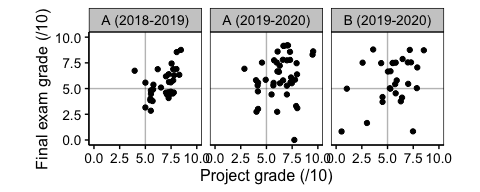 A (2018-2019) A (2019-2020) B (2019-2020)
Final exam grade (/10)
10.0
7.5
5.0
2.5
0.0
0.0 2.5 5.0 7.5 10.0 0.0 2.5 5.0 7.5 10.0 0.0 2.5 5.0 7.5 10.0
Project grade (/10)